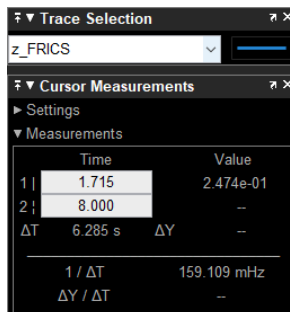 Trace Selection
z_FRICS
Cursor Measurements
Settings
Measurements
Time Value
1 | 1.715 2.474e-01
2 ¦ 8.000 --
ΔT 6.285 s ΔY --
1 / ΔT 159.109 mHz
ΔY / ΔT --